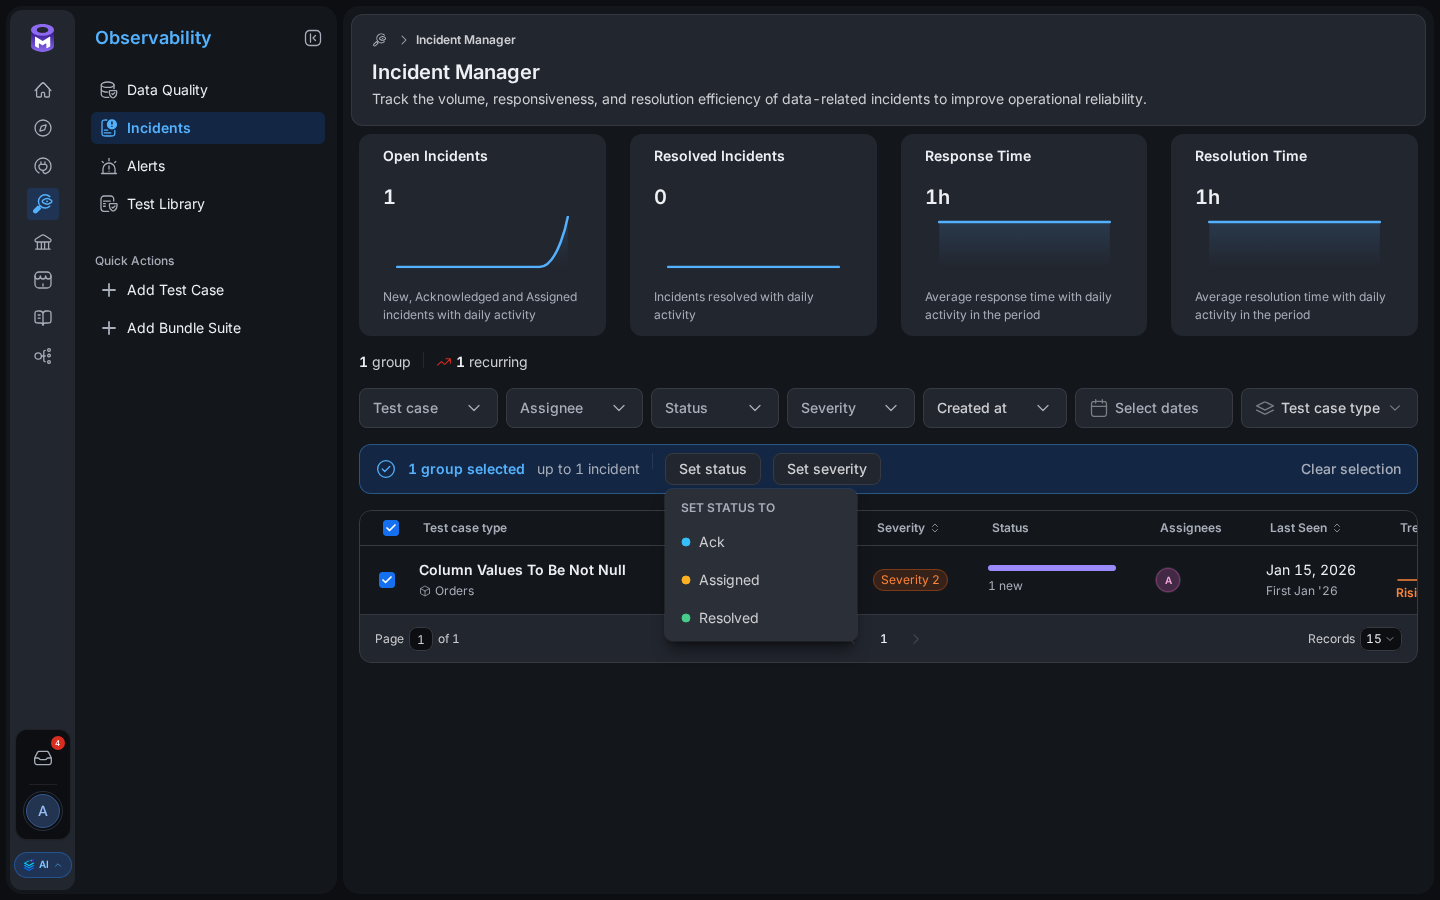 Observability
Data Quality
Incidents
Alerts
Test Library
Quick Actions
Add Test Case
Add Bundle Suite
4
A
AI
Incident Manager
Incident Manager
Track the volume, responsiveness, and resolution efficiency of data-related incidents to improve operational reliability.
Open Incidents
1
New, Acknowledged and Assigned
incidents with daily activity
Resolved Incidents
0
Incidents resolved with daily
activity
Response Time
1h
Average response time with daily
activity in the period
Resolution Time
1h
Average resolution time with daily
activity in the period
1 group
1 recurring
Test case
Assignee
Status
Severity
Created at
Select dates
Test case type
1 group selected up to 1 incident
Set status
Set severity
Clear selection
SET STATUS TO
Ack
Assigned
Resolved
Test case type
Severity
Status
Assignees
Last Seen
Tre
Column Values To Be Not Null
Orders
Severity 2
1 new
A
Jan 15, 2026
First Jan '26
Risi
Page 1 of 1
1
Records 15